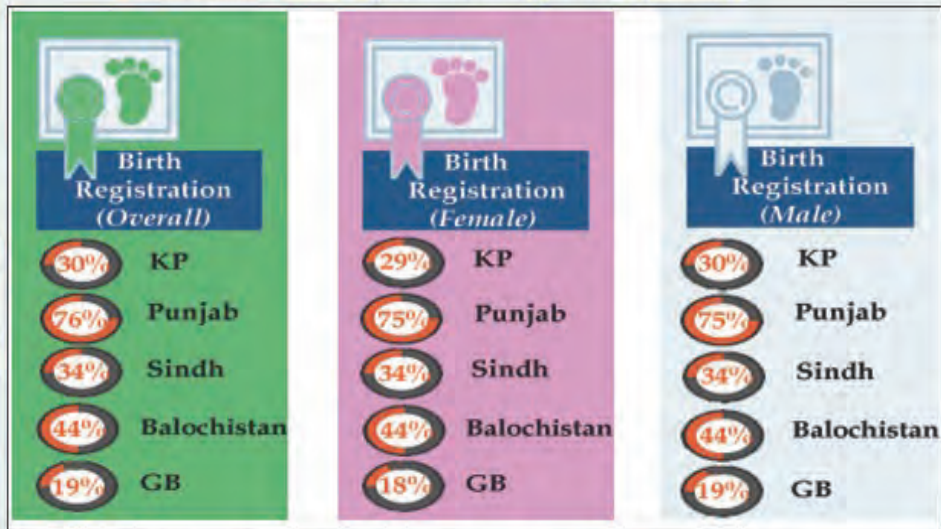 Birth
Registration
(Overall)
30% KP
76% Punjab
34% Sindh
44% Balochistan
19% GB
Birth
Registration
(Female)
29% KP
75% Punjab
34% Sindh
44% Balochistan
18% GB
Birth
Registration
(Male)
30% KP
75% Punjab
34% Sindh
44% Balochistan
19% GB